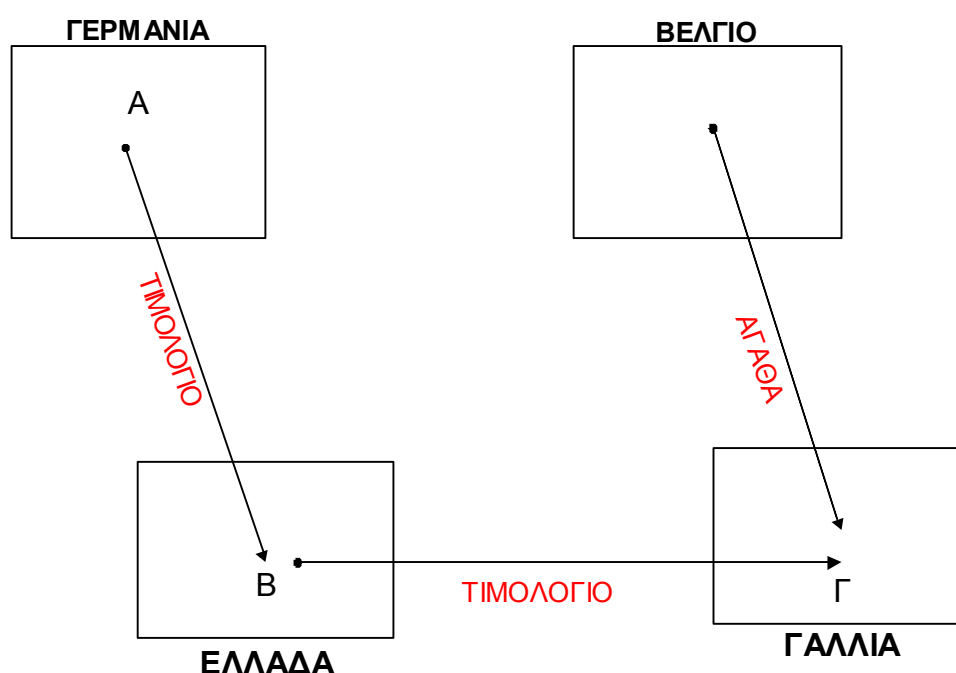 ΓΕΡΜΑΝΙΑ
ΒΕΛΓΙΟ
Α
ΤΙΜΟΛΟΓΙΟ
ΑΓΑΘΑ
Β
ΤΙΜΟΛΟΓΙΟ
Γ
ΕΛΛΑΔΑ
ΓΑΛΛΙΑ